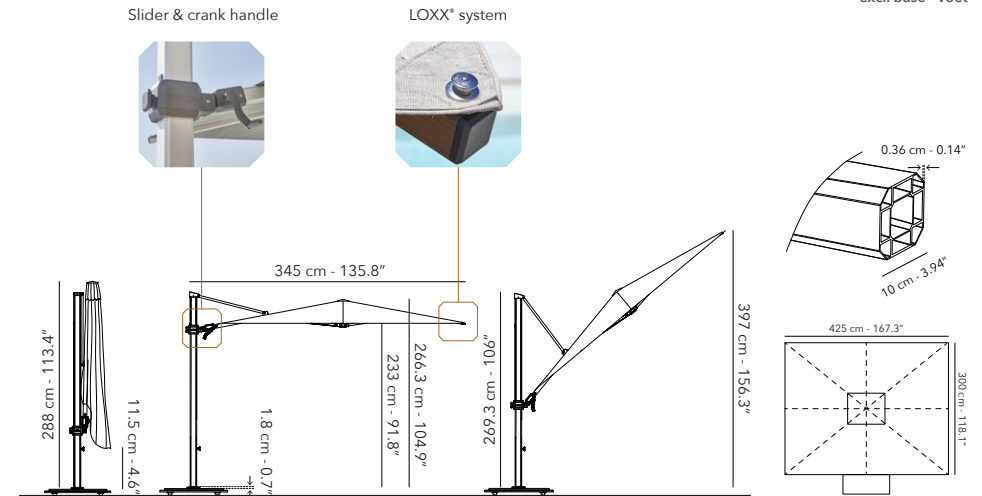 Slider & crank handle
LOXX® system
excl. base - voet
0.36 cm - 0.14”
10 cm - 3.94”
345 cm - 135.8”
288 cm - 113.4”
11.5 cm - 4.6”
1.8 cm - 0.7”
233 cm - 91.8”
266.3 cm - 104.9”
269.3 cm - 106”
397 cm - 156.3”
425 cm - 167.3”
300 cm - 118.1”